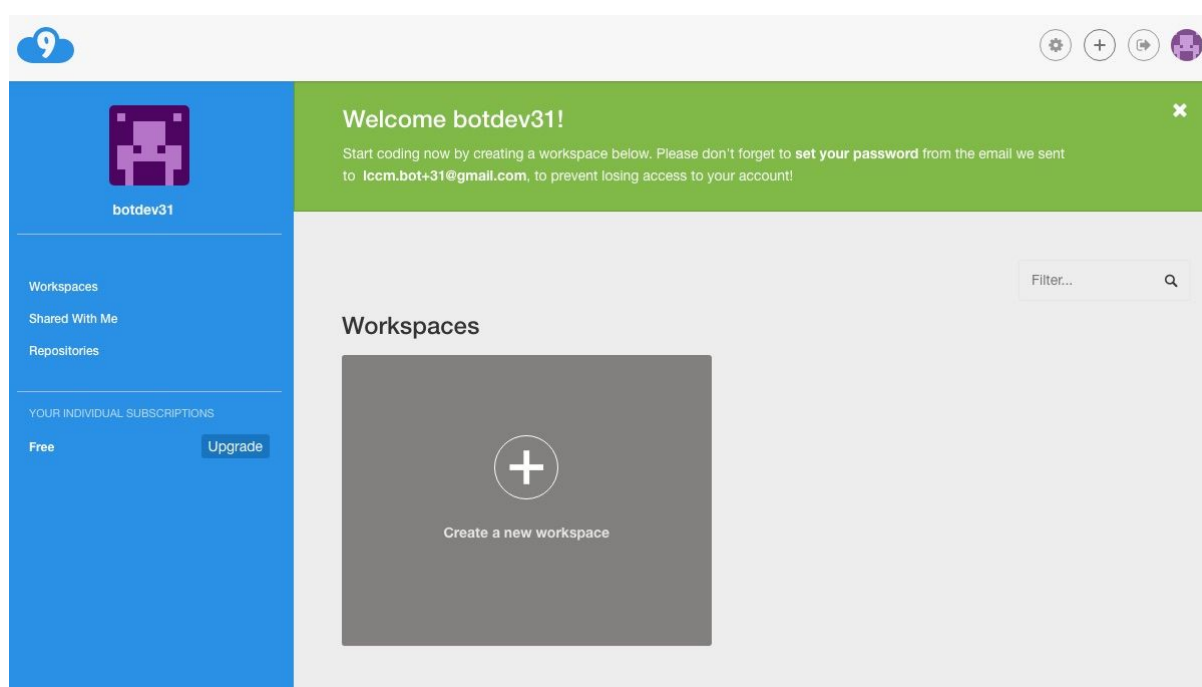 9
botdev31
Workspaces
Shared With Me
Repositories
YOUR INDIVIDUAL SUBSCRIPTIONS
Free
Upgrade
Welcome botdev31!
Start coding now by creating a workspace below. Please don't forget to set your password from the email we sent
to lccm.bot+31@gmail.com, to prevent losing access to your account!
Filter...
Workspaces
Create a new workspace